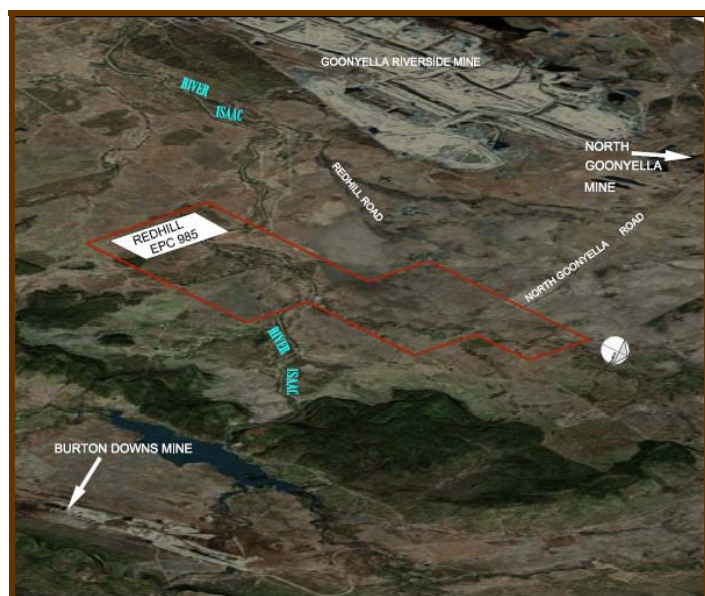 GOONYELLA RIVERSIDE MINE
RIVER
ISAAC
NORTH
GOONYELLA
MINE
REDHILL ROAD
REDHILL
EPC 985
NORTH GOONYELLA ROAD
RIVER
ISAAC
BURTON DOWNS MINE